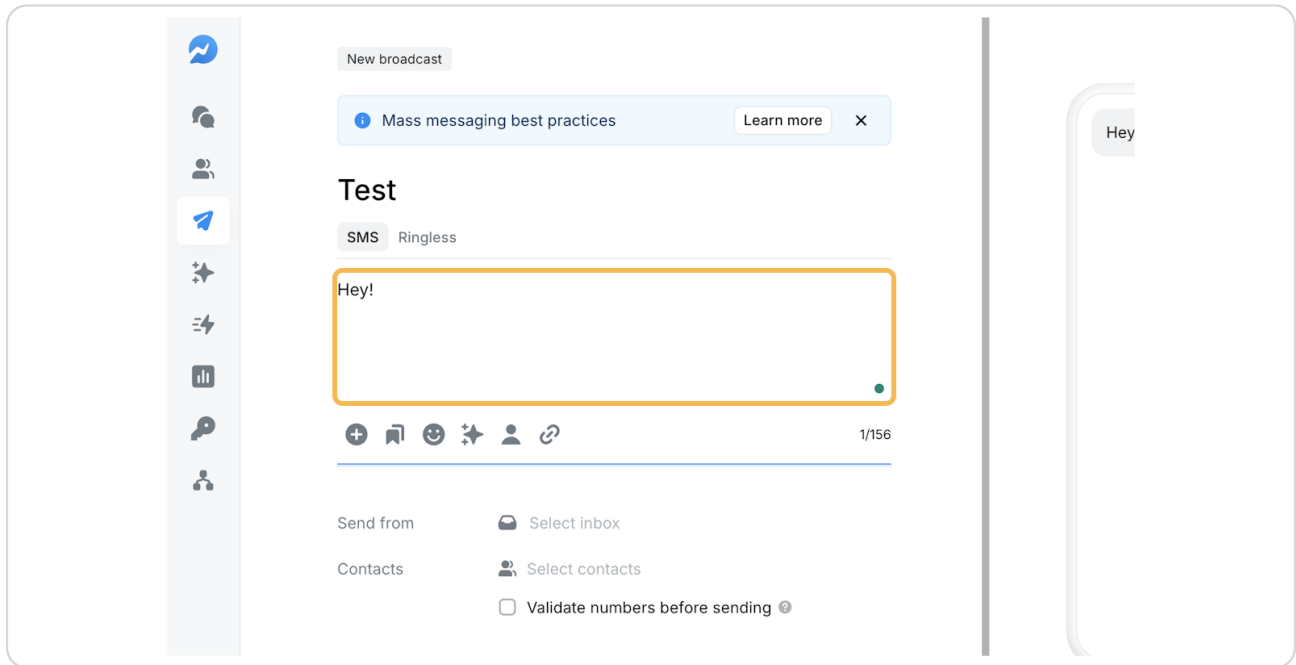 New broadcast
Mass messaging best practices Learn more
Test
SMS Ringless
Hey!
1/156
Send from Select inbox
Contacts Select contacts
Validate numbers before sending
Hey